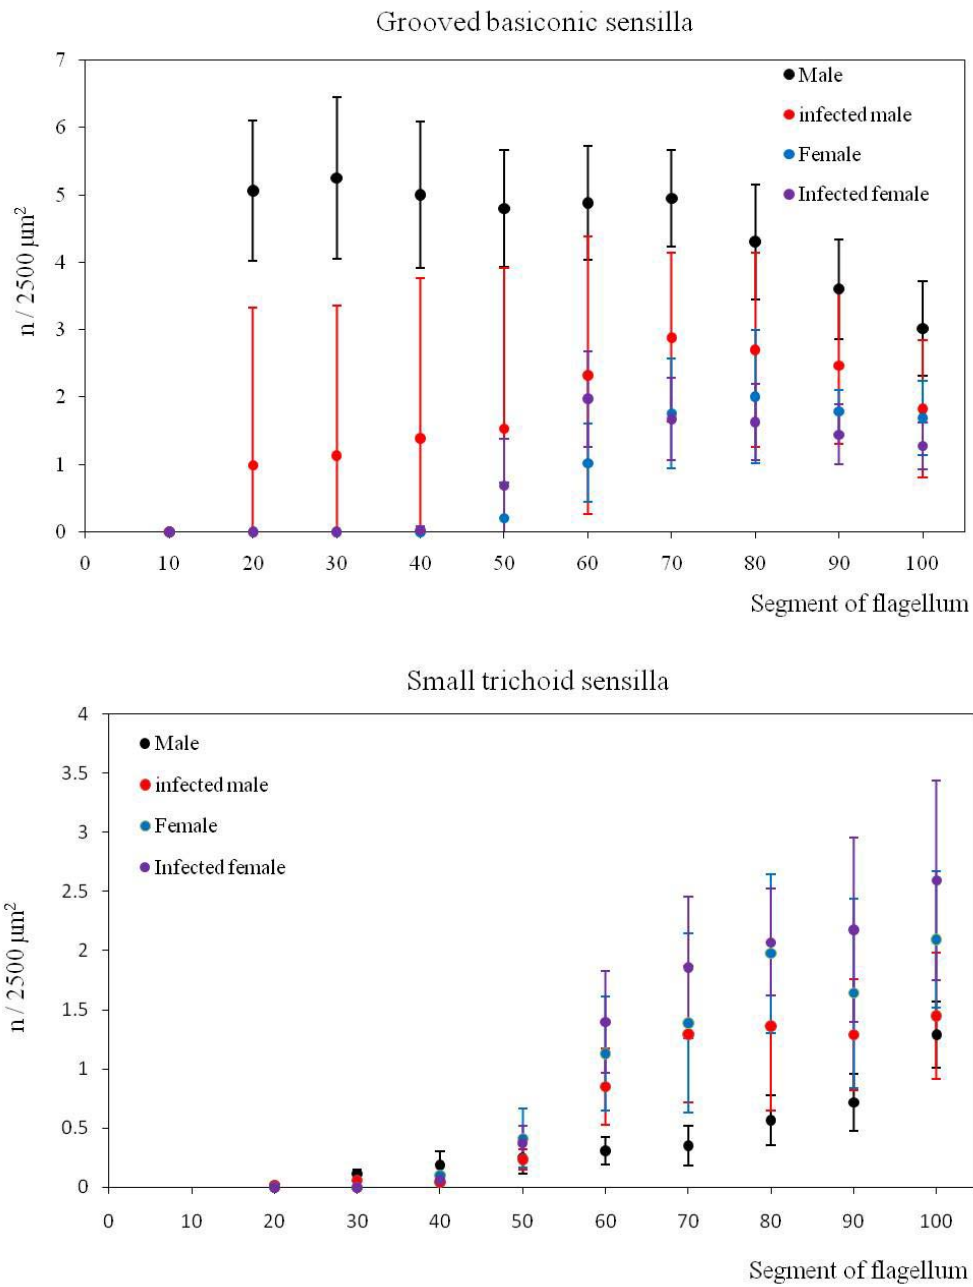 Grooved basiconic sensilla
7
6
5
4
3
2
1
0
n / 2500 µm²
Male
infected male
Female
Infected female
0 10 20 30 40 50 60 70 80 90 100
Segment of flagellum
Small trichoid sensilla
4
3.5
3
2.5
2
1.5
1
0.5
0
n / 2500 µm²
Male
infected male
Female
Infected female
0 10 20 30 40 50 60 70 80 90 100
Segment of flagellum